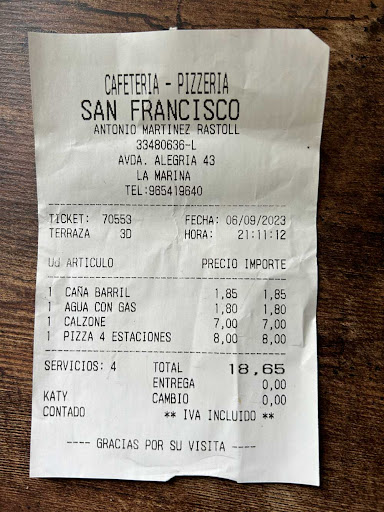 CAFETERIA - PIZZERIA
SAN FRANCISCO
ANTONIO MARTINEZ RASTOLL
33480636-L
AVDA. ALEGRIA 43
LA MARINA
TEL:965419640
TICKET: 70553 FECHA: 06/09/2023
TERRAZA 3D HORA: 21:11:12
UD ARTICULO PRECIO IMPORTE
1 CAÑA BARRIL 1,85 1,85
1 AGUA CON GAS 1,80 1,80
1 CALZONE 7,00 7,00
1 PIZZA 4 ESTACIONES 8,00 8,00
SERVICIOS: 4 TOTAL 18,65
ENTREGA 0,00
KATY CAMBIO 0,00
CONTADO ** IVA INCLUIDO **
---- GRACIAS POR SU VISITA ----